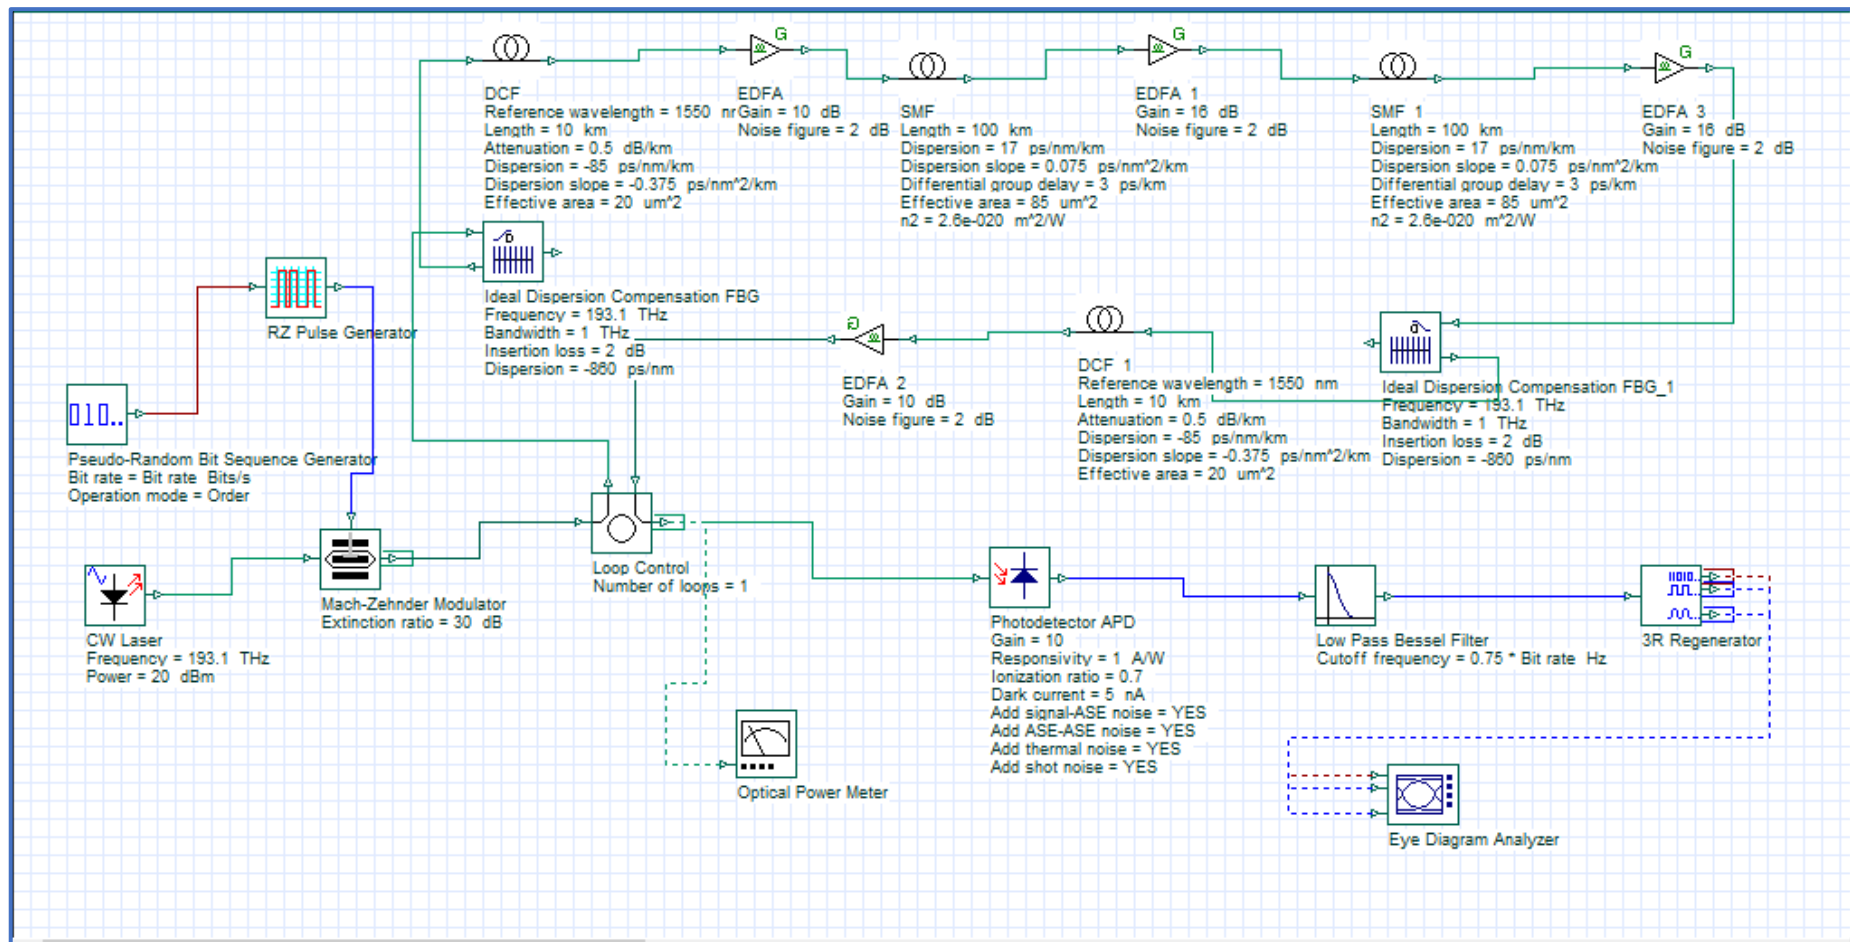 G
G
G
DCF
Reference wavelength = 1550 nm
Length = 10 km
Attenuation = 0.5 dB/km
Dispersion = -85 ps/nm/km
Dispersion slope = -0.375 ps/nm^2/km
Effective area = 20 um^2
EDFA
Gain = 10 dB
Noise figure = 2 dB
SMF
Length = 100 km
Dispersion = 17 ps/nm/km
Dispersion slope = 0.075 ps/nm^2/km
Differential group delay = 3 ps/km
Effective area = 85 um^2
n2 = 2.6e-020 m^2/W
EDFA 1
Gain = 16 dB
Noise figure = 2 dB
SMF 1
Length = 100 km
Dispersion = 17 ps/nm/km
Dispersion slope = 0.075 ps/nm^2/km
Differential group delay = 3 ps/km
Effective area = 85 um^2
n2 = 2.6e-020 m^2/W
EDFA 3
Gain = 16 dB
Noise figure = 2 dB
D
Ideal Dispersion Compensation FBG
Frequency = 193.1 THz
Bandwidth = 1 THz
Insertion loss = 2 dB
Dispersion = -860 ps/nm
RZ Pulse Generator
G
EDFA 2
Gain = 10 dB
Noise figure = 2 dB
DCF 1
Reference wavelength = 1550 nm
Length = 10 km
Attenuation = 0.5 dB/km
Dispersion = -85 ps/nm/km
Dispersion slope = -0.375 ps/nm^2/km
Effective area = 20 um^2
D
Ideal Dispersion Compensation FBG_1
Frequency = 193.1 THz
Bandwidth = 1 THz
Insertion loss = 2 dB
Dispersion = -860 ps/nm
010..
Pseudo-Random Bit Sequence Generator
Bit rate = Bit rate Bits/s
Operation mode = Order
Mach-Zehnder Modulator
Extinction ratio = 30 dB
CW Laser
Frequency = 193.1 THz
Power = 20 dBm
Loop Control
Number of loops = 1
Photodetector APD
Gain = 10
Responsivity = 1 A/W
Ionization ratio = 0.7
Dark current = 5 nA
Add signal-ASE noise = YES
Add ASE-ASE noise = YES
Add thermal noise = YES
Add shot noise = YES
Low Pass Bessel Filter
Cutoff frequency = 0.75 * Bit rate Hz
3R Regenerator
Optical Power Meter
Eye Diagram Analyzer